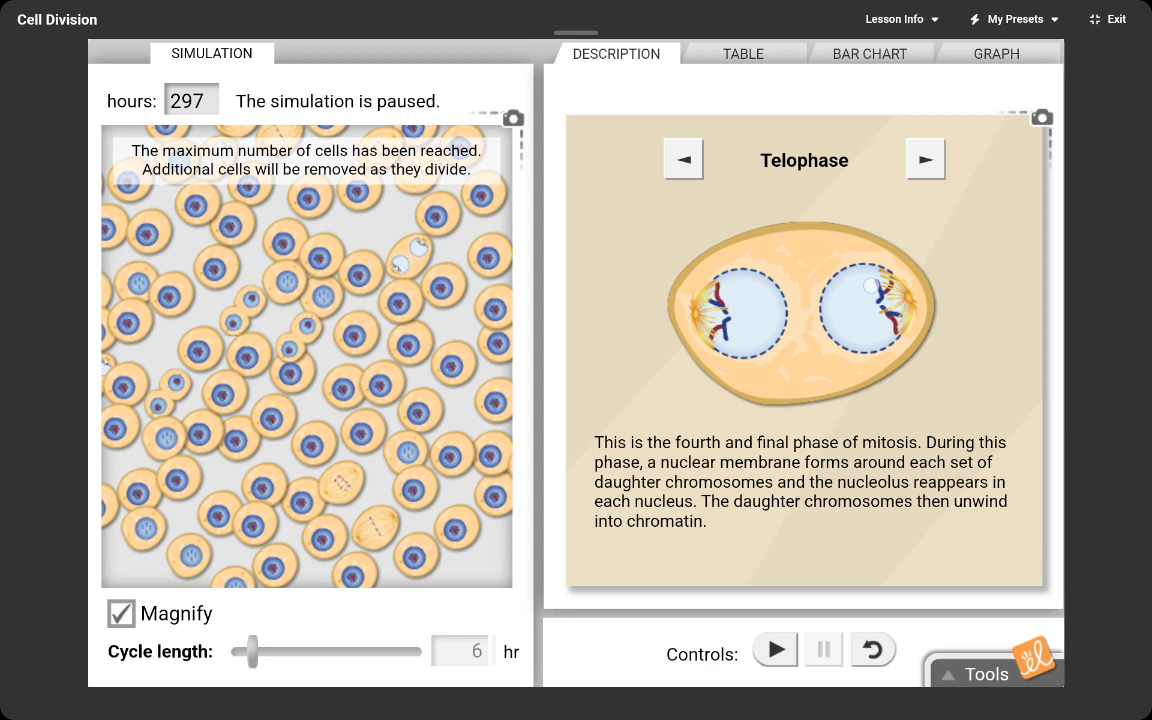 Cell Division
Lesson Info
My Presets
Exit
SIMULATION
DESCRIPTION
TABLE
BAR CHART
GRAPH
hours: 297 The simulation is paused.
The maximum number of cells has been reached.
Additional cells will be removed as they divide.
Magnify
Cycle length: 6 hr
Telophase
This is the fourth and final phase of mitosis. During this
phase, a nuclear membrane forms around each set of
daughter chromosomes and the nucleolus reappears in
each nucleus. The daughter chromosomes then unwind
into chromatin.
Controls:
Tools
el